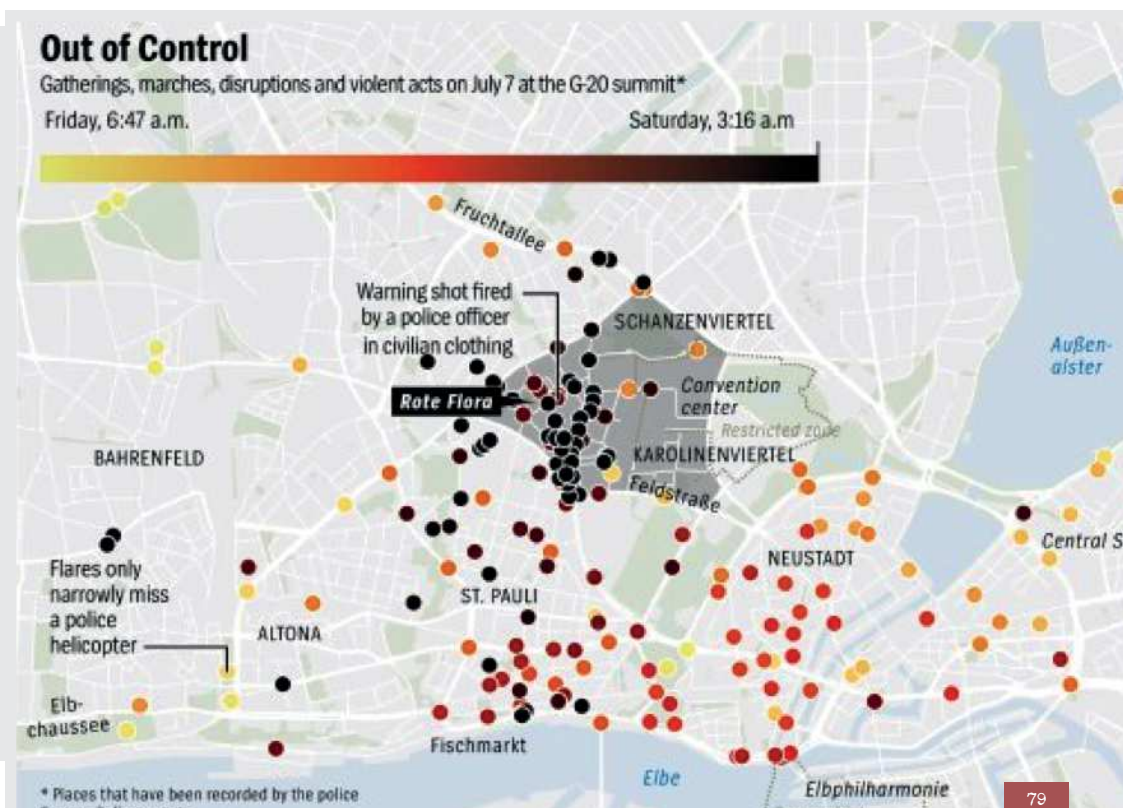 Out of Control
Gatherings, marches, disruptions and violent acts on July 7 at the G-20 summit*
Friday, 6:47 a.m.
Saturday, 3:16 a.m
Fruchtallee
Warning shot fired
by a police officer
in civilian clothing
SCHANZENVIERTEL
Außen-
alster
Rote Flora
Convention
center
Restricted zone
BAHRENFELD
KAROLINENVIERTEL
Feldstraße
Central S
NEUSTADT
Flares only
narrowly miss
a police
helicopter
ST. PAULI
ALTONA
Elb-
chaussee
Fischmarkt
Elbe
Elbphilharmonie
* Places that have been recorded by the police
79